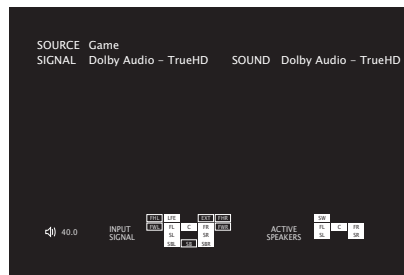 SOURCE Game
SIGNAL Dolby Audio – TrueHD SOUND Dolby Audio – TrueHD
FHL LFE EXT FHR SW
FWL FL C FR FWR FL C FR
40.0 INPUT SIGNAL SL SR ACTIVE SPEAKERS SL SR
SBL SB SBR